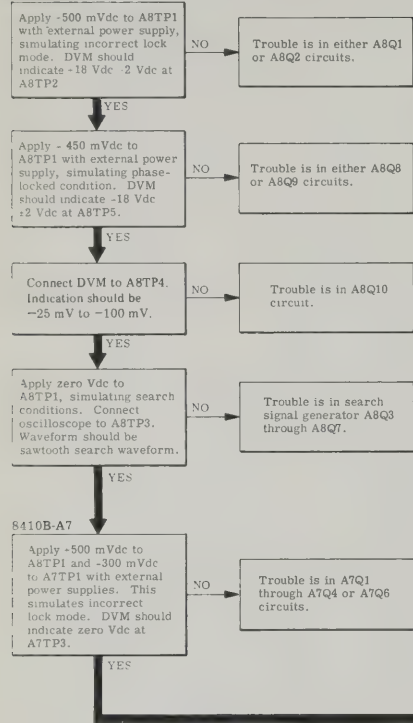 Apply -500 mVdc to A8TP1
with external power supply,
simulating incorrect lock
mode. DVM should
indicate -18 Vdc ±2 Vdc at
A8TP2
NO
Trouble is in either A8Q1
or A8Q2 circuits.
YES
Apply - 450 mVdc to
A8TP1 with external power
supply, simulating phase-
locked condition. DVM
should indicate -18 Vdc
±2 Vdc at A8TP5.
NO
Trouble is in either A8Q8
or A8Q9 circuits.
YES
Connect DVM to A8TP4.
Indication should be
-25 mV to -100 mV.
NO
Trouble is in A8Q10
circuit.
YES
Apply zero Vdc to
A8TP1, simulating search
conditions. Connect
oscilloscope to A8TP3.
Waveform should be
sawtooth search waveform.
NO
Trouble is in search
signal generator A8Q3
through A8Q7.
YES
8410B-A7
Apply -500 mVdc to
A8TP1 and -300 mVdc
to A7TP1 with external
power supplies. This
simulates incorrect
lock mode. DVM should
indicate zero Vdc at
A7TP3.
NO
Trouble is in A7Q1
through A7Q4 or A7Q6
circuits.
YES